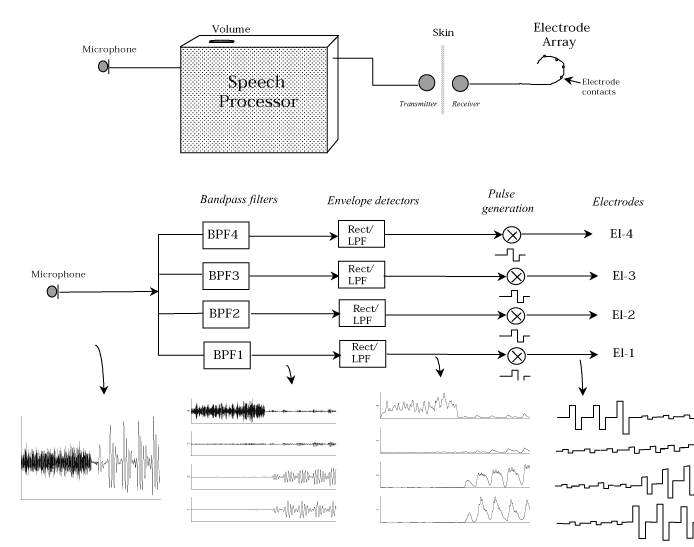 Volume
Microphone
Speech
Processor
Skin
Electrode
Array
Electrode
contacts
Transmitter
Receiver
Bandpass filters
Envelope detectors
Pulse
generation
Electrodes
BPF4
Rect/
LPF
El-4
Microphone
BPF3
Rect/
LPF
El-3
BPF2
Rect/
LPF
El-2
BPF1
Rect/
LPF
El-1